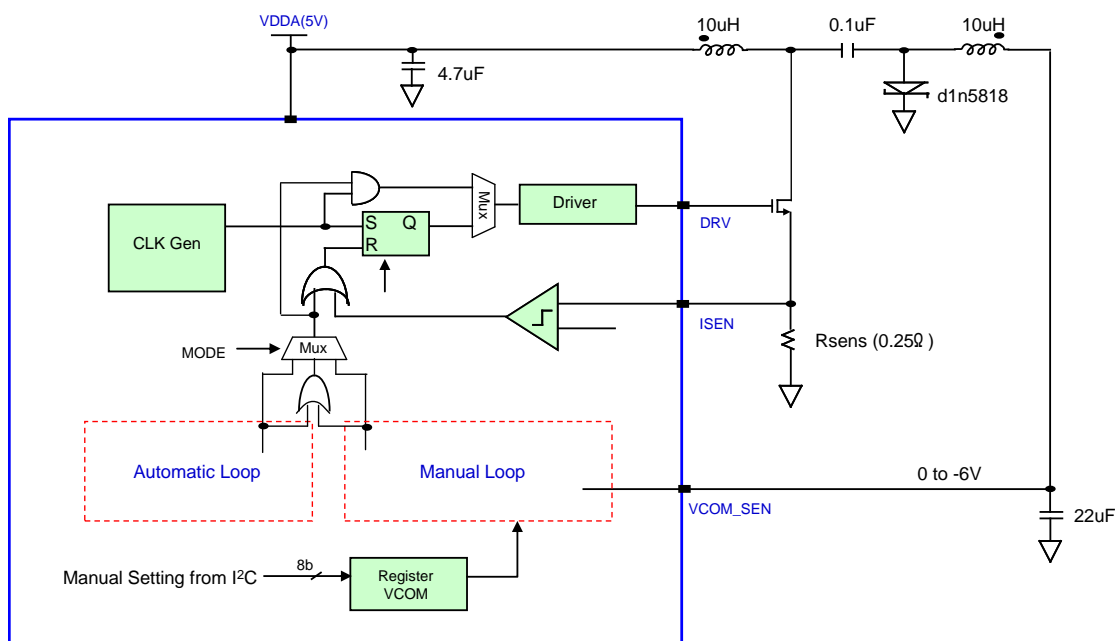 VDDA(5V)
10uH
0.1uF
10uH
4.7uF
d1n5818
CLK Gen
S
Q
R
Mux
Driver
DRV
ISEN
Rsens (0.25Ω )
MODE
Mux
Automatic Loop
Manual Loop
0 to -6V
VCOM_SEN
22uF
Manual Setting from I²C
8b
Register
VCOM